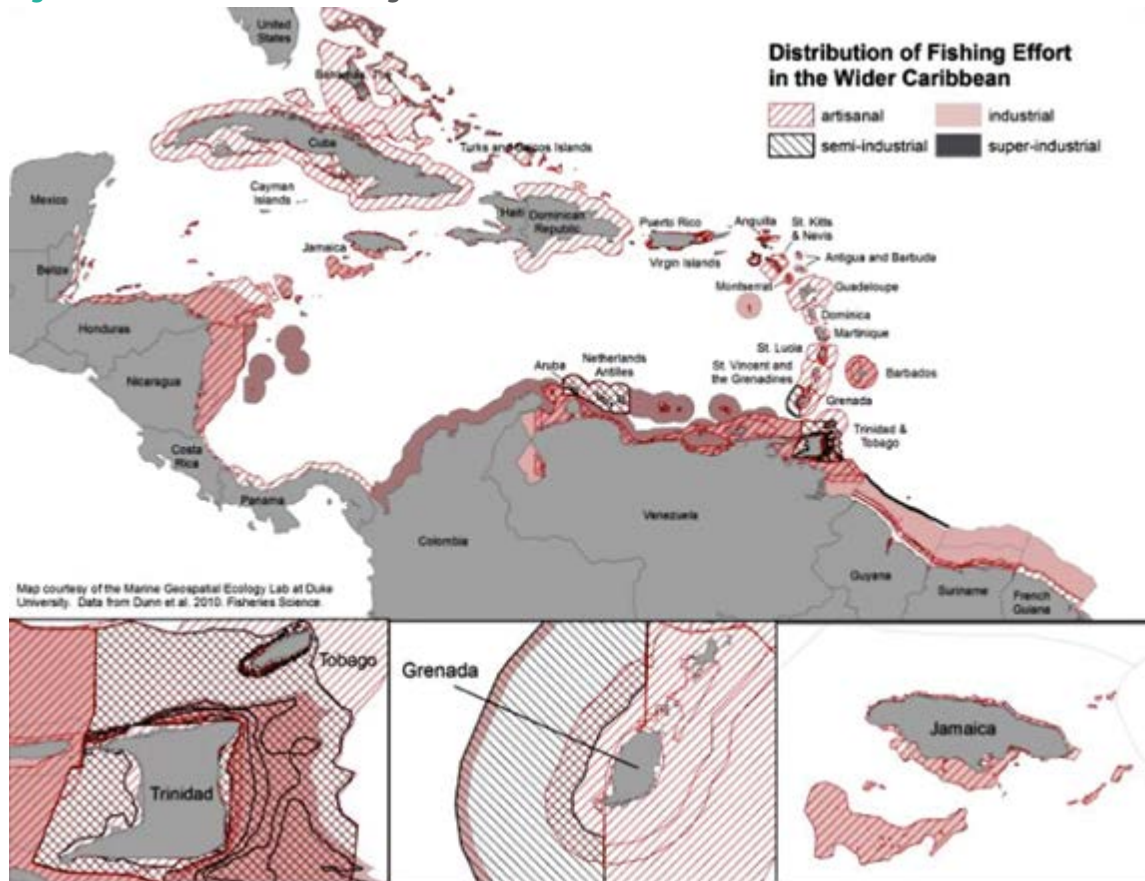 United
States
Bahamas, The
Cuba
Turks and Caicos Islands
Mexico
Cayman
Islands
Haiti
Dominican
Republic
Puerto Rico
Anguilla
St. Kitts
& Nevis
Jamaica
Virgin Islands
Antigua and Barbuda
Belize
Montserrat
Guadeloupe
Dominica
Honduras
Martinique
St. Lucia
Netherlands
Antilles
St. Vincent and
the Grenadines
Aruba
Barbados
Nicaragua
Grenada
Trinidad &
Tobago
Costa
Rica
Panama
Venezuela
Colombia
Guyana
Suriname
French
Guiana
Distribution of Fishing Effort
in the Wider Caribbean
artisanal
industrial
semi-industrial
super-industrial
Map courtesy of the Marine Geospatial Ecology Lab at Duke
University. Data from Dunn et al. 2010. Fisheries Science.
Tobago
Trinidad
Grenada
Jamaica